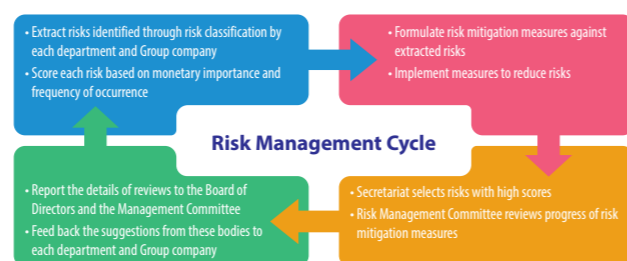 • Extract risks identified through risk classification by
each department and Group company
• Score each risk based on monetary importance and
frequency of occurrence
• Formulate risk mitigation measures against
extracted risks
• Implement measures to reduce risks
Risk Management Cycle
• Report the details of reviews to the Board of
Directors and the Management Committee
• Feed back the suggestions from these bodies to
each department and Group company
• Secretariat selects risks with high scores
• Risk Management Committee reviews progress of risk
mitigation measures